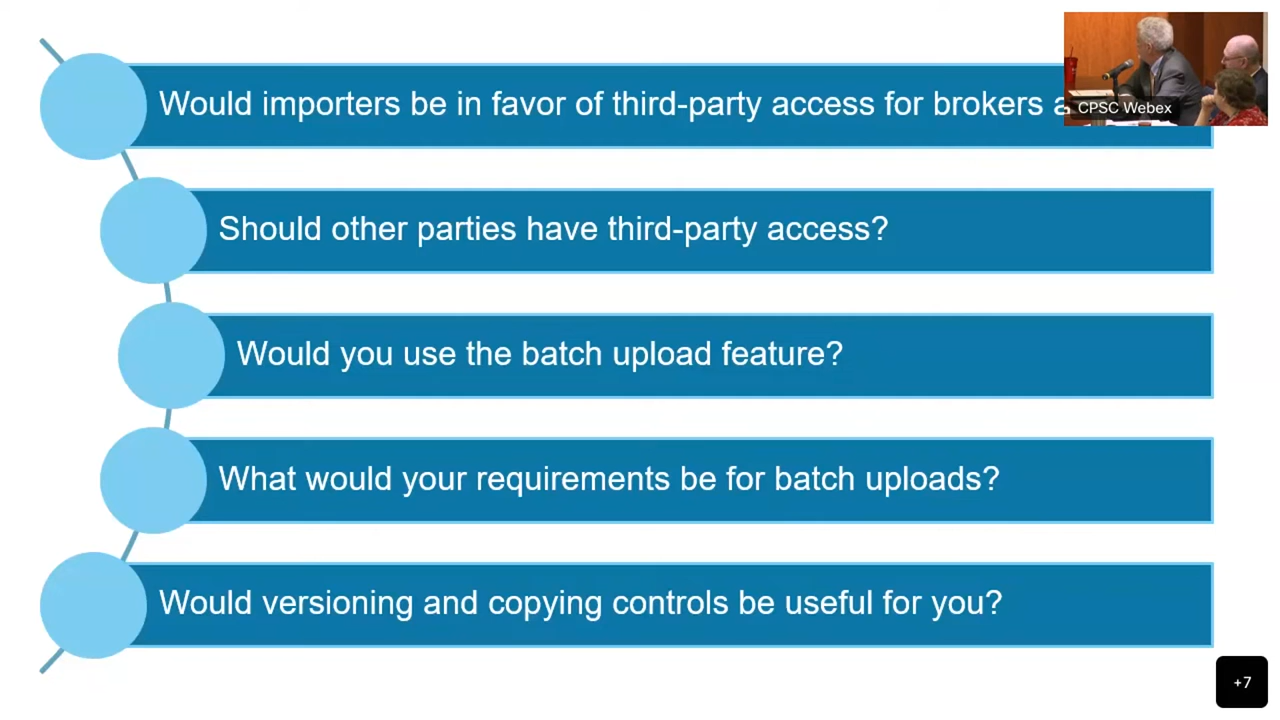 Would importers be in favor of third-party access for brokers
CPSC Webex
Should other parties have third-party access?
Would you use the batch upload feature?
What would your requirements be for batch uploads?
Would versioning and copying controls be useful for you?
+7